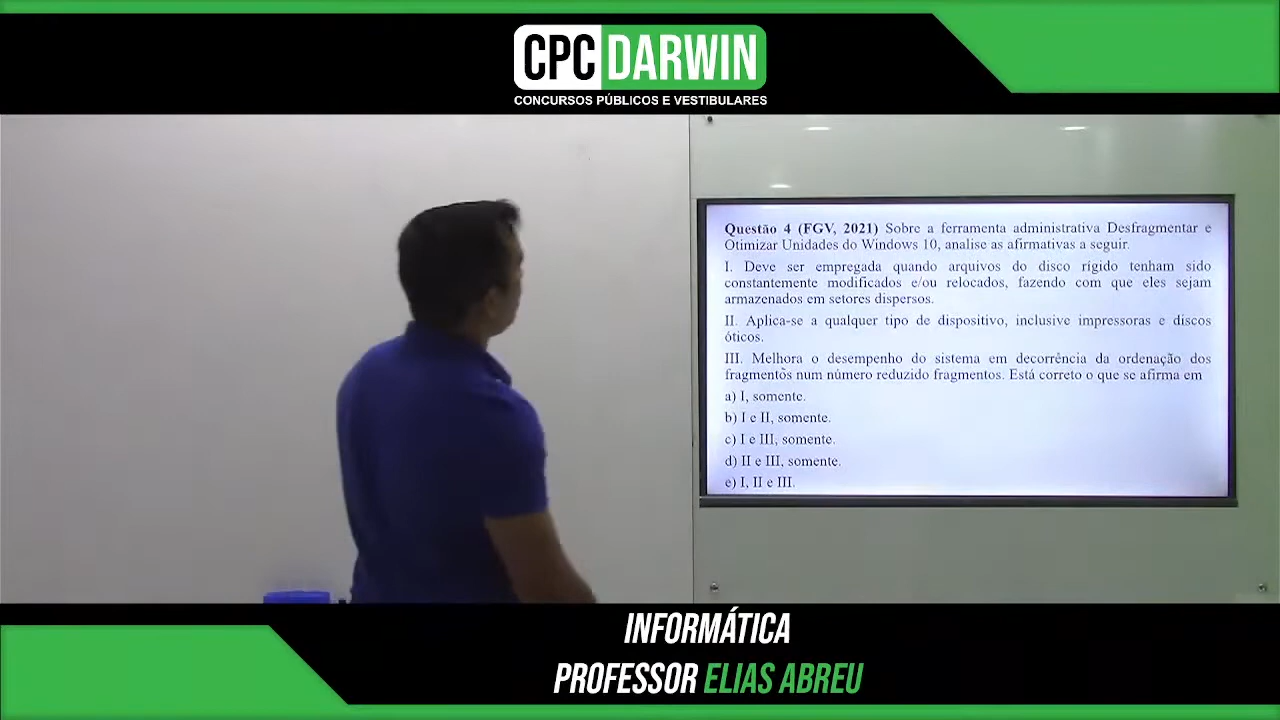 CPC DARWIN
CONCURSOS PÚBLICOS E VESTIBULARES
Questão 4 (FGV, 2021) Sobre a ferramenta administrativa Desfragmentar e
Otimizar Unidades do Windows 10, analise as afirmativas a seguir.
I. Deve ser empregada quando arquivos do disco rígido tenham sido
constantemente modificados e/ou relocados, fazendo com que eles sejam
armazenados em setores dispersos.
II. Aplica-se a qualquer tipo de dispositivo, inclusive impressoras e discos
óticos.
III. Melhora o desempenho do sistema em decorrência da ordenação dos
fragmentos num número reduzido fragmentos. Está correto o que se afirma em
a) I, somente.
b) I e II, somente.
c) I e III, somente.
d) II e III, somente.
e) I, II e III.
INFORMÁTICA
PROFESSOR ELIAS ABREU